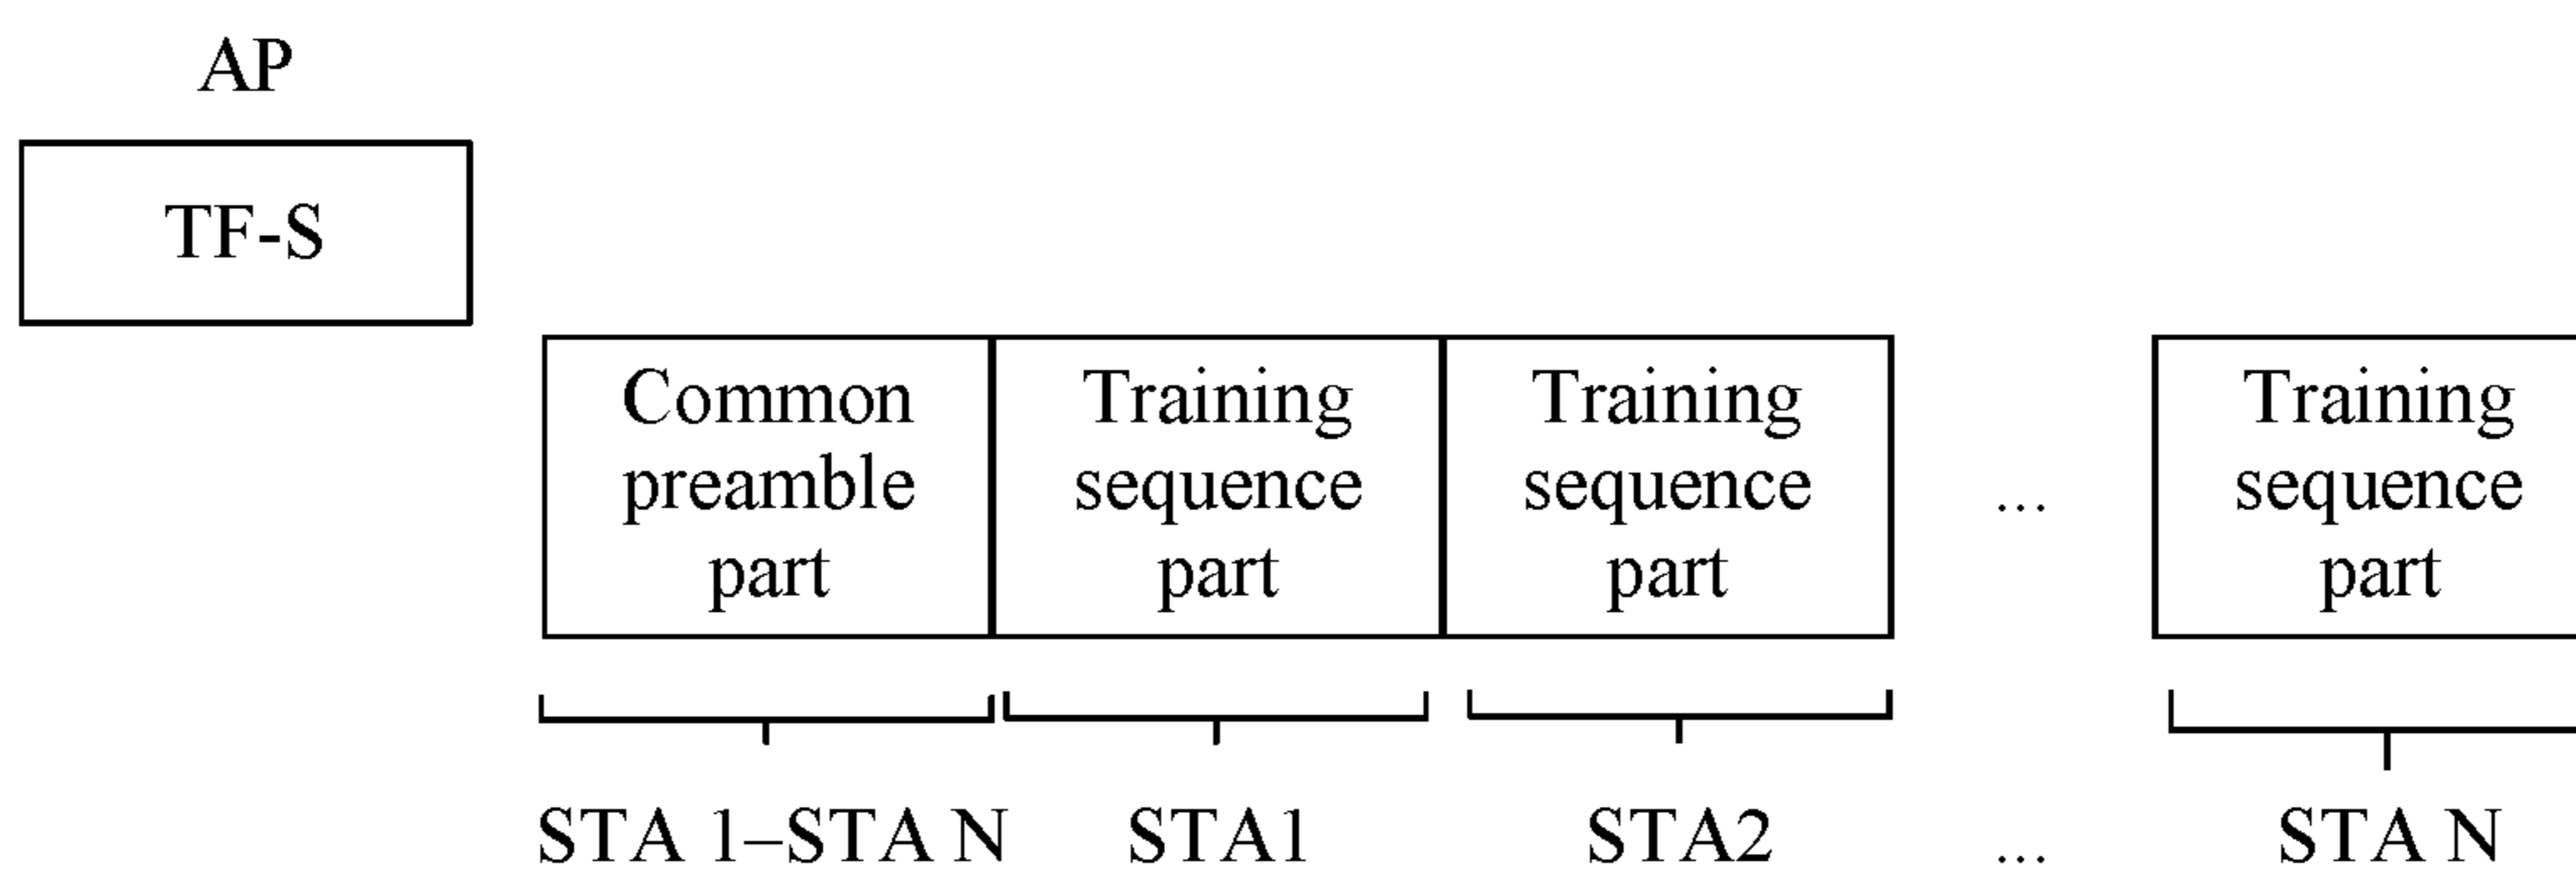 AP
TF-S
Common
preamble
part
Training
sequence
part
Training
sequence
part
...
Training
sequence
part
STA 1–STA N
STA1
STA2
...
STA N